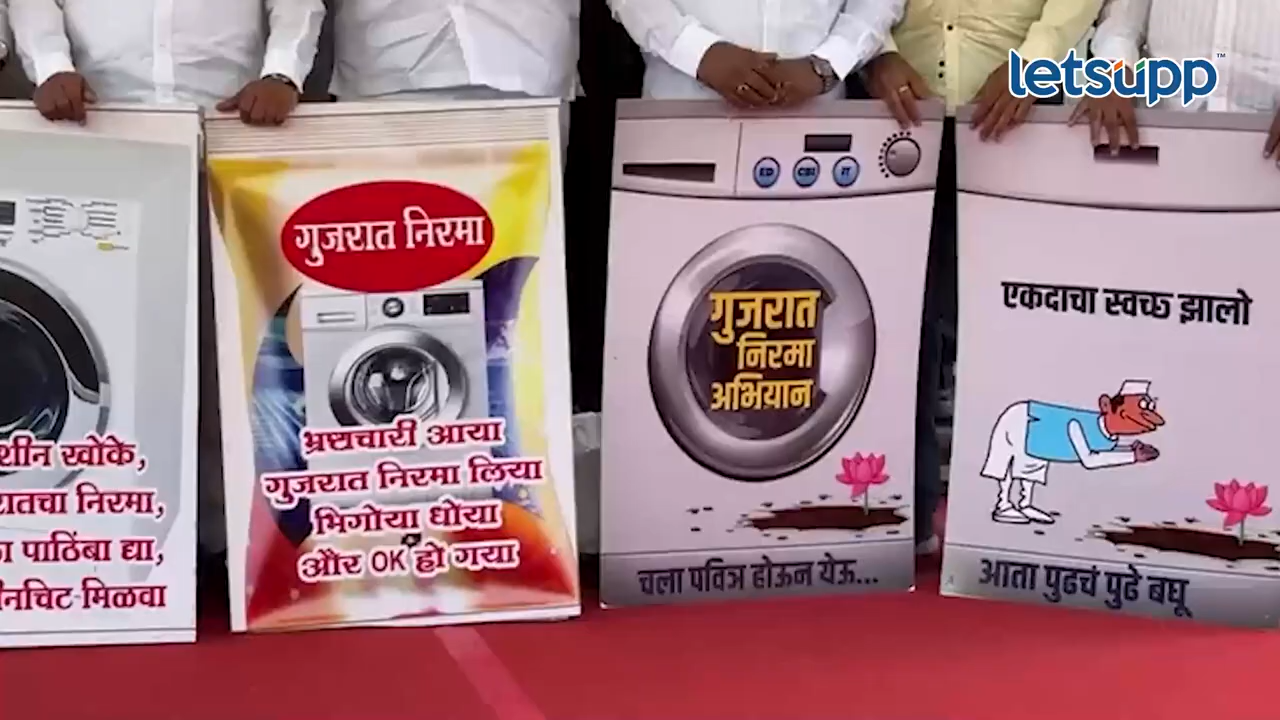 letsupp™
शीन खोके,
रातचा निरमा,
पाठिंबा द्या,
नचिट मिळवा
गुजरात निरमा
भ्रष्टाचारी आया
गुजरात निरमा लिया
भिगोया धोया
और OK हो गया
ED CBI IT
गुजरात
निरमा
अभियान
चला पवित्र होऊन येऊ...
एकदाचा स्वच्छ झालो
आता पुढचं पुढे बघू